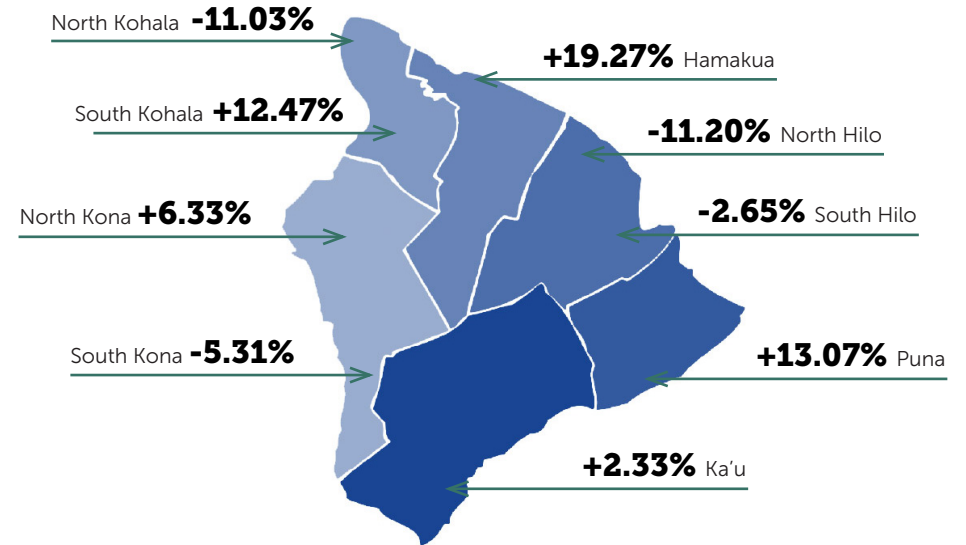 North Kohala -11.03%
+19.27% Hamakua
South Kohala +12.47%
-11.20% North Hilo
North Kona +6.33%
-2.65% South Hilo
South Kona -5.31%
+13.07% Puna
+2.33% Ka’u